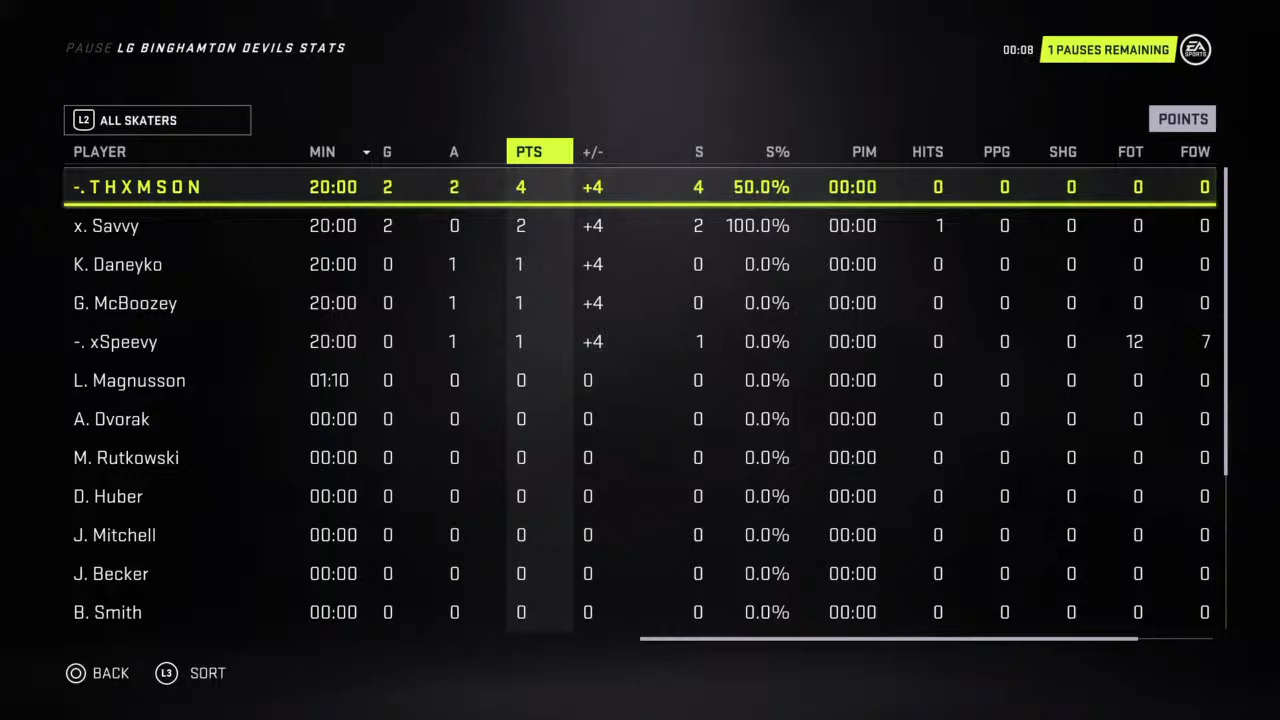 PAUSE LG BINGHAMTON DEVILS STATS
00:08 1 PAUSES REMAINING EA SPORTS
L2 ALL SKATERS
POINTS
PLAYER MIN G A PTS +/- S S% PIM HITS PPG SHG FOT FOW
-. T H X M S O N 20:00 2 2 4 +4 4 50.0% 00:00 0 0 0 0 0
x. Savvy 20:00 2 0 2 +4 2 100.0% 00:00 1 0 0 0 0
K. Daneyko 20:00 0 1 1 +4 0 0.0% 00:00 0 0 0 0 0
G. McBoozey 20:00 0 1 1 +4 0 0.0% 00:00 0 0 0 0 0
-. xSpeevy 20:00 0 1 1 +4 1 0.0% 00:00 0 0 0 12 7
L. Magnusson 01:10 0 0 0 0 0 0.0% 00:00 0 0 0 0 0
A. Dvorak 00:00 0 0 0 0 0 0.0% 00:00 0 0 0 0 0
M. Rutkowski 00:00 0 0 0 0 0 0.0% 00:00 0 0 0 0 0
D. Huber 00:00 0 0 0 0 0 0.0% 00:00 0 0 0 0 0
J. Mitchell 00:00 0 0 0 0 0 0.0% 00:00 0 0 0 0 0
J. Becker 00:00 0 0 0 0 0 0.0% 00:00 0 0 0 0 0
B. Smith 00:00 0 0 0 0 0 0.0% 00:00 0 0 0 0 0
BACK L3 SORT